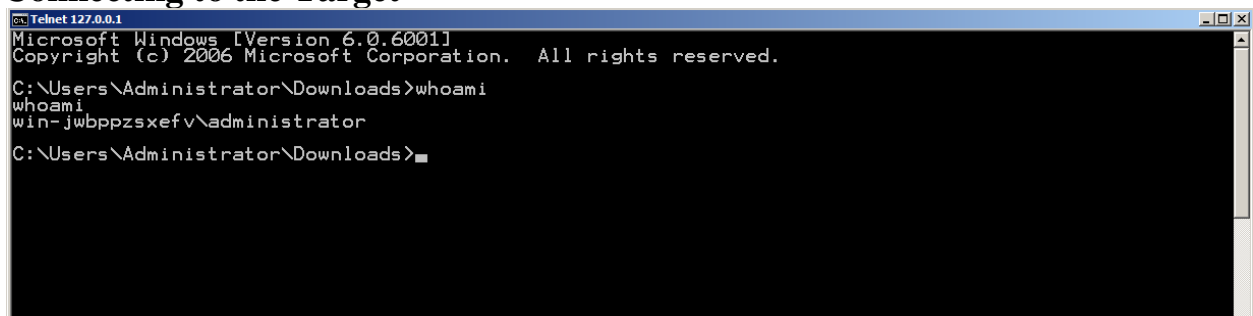 Connecting to the Target
Telnet 127.0.0.1
Microsoft Windows [Version 6.0.6001]
Copyright (c) 2006 Microsoft Corporation.  All rights reserved.
C:\Users\Administrator\Downloads>whoami
whoami
win-jwbppzsxefv\administrator
C:\Users\Administrator\Downloads>